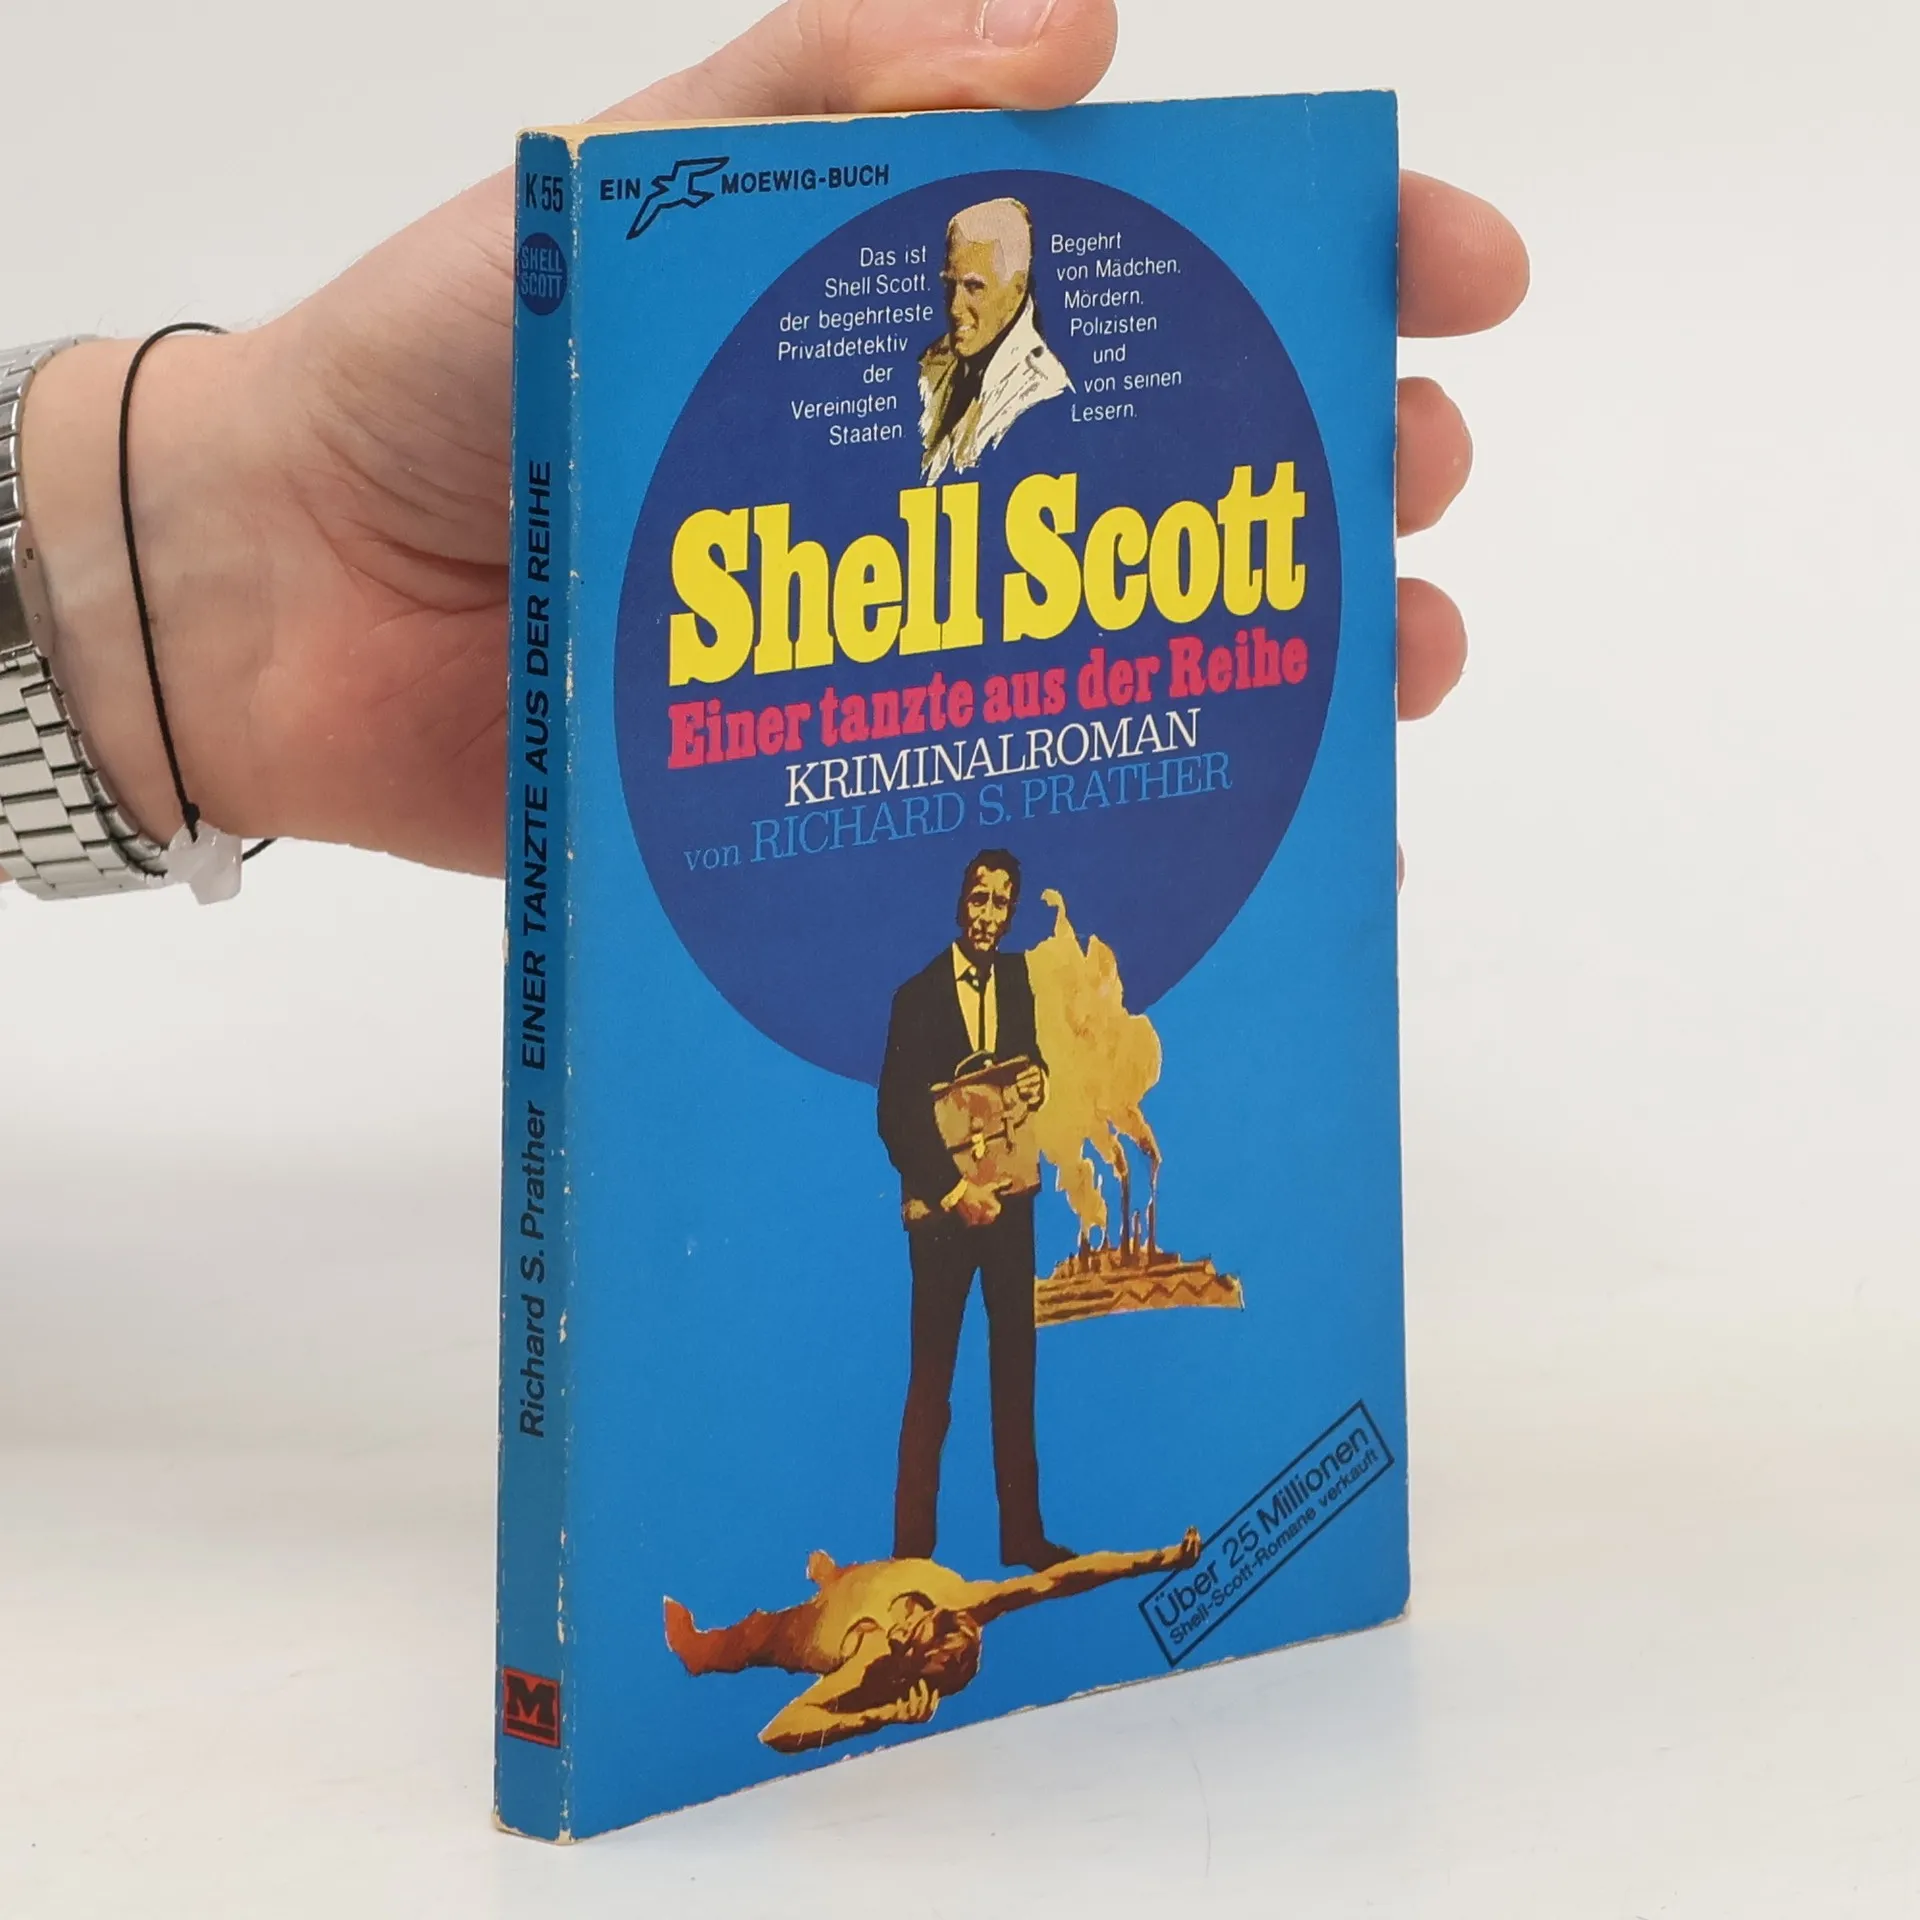 K 55
SHELL
SCOTT
Richard S. Prather EINER TANZTE AUS DER REIHE
M
EIN MOEWIG-BUCH
Das ist
Shell Scott,
der begehrteste
Privatdetektiv
der
Vereinigten
Staaten.
Begehrt
von Mädchen,
Mördern,
Polizisten
und
von seinen
Lesern.
Shell Scott
Einer tanzte aus der Reihe
KRIMINALROMAN
von RICHARD S. PRATHER
Über 25 Millionen
Shell-Scott-Romane verkauft